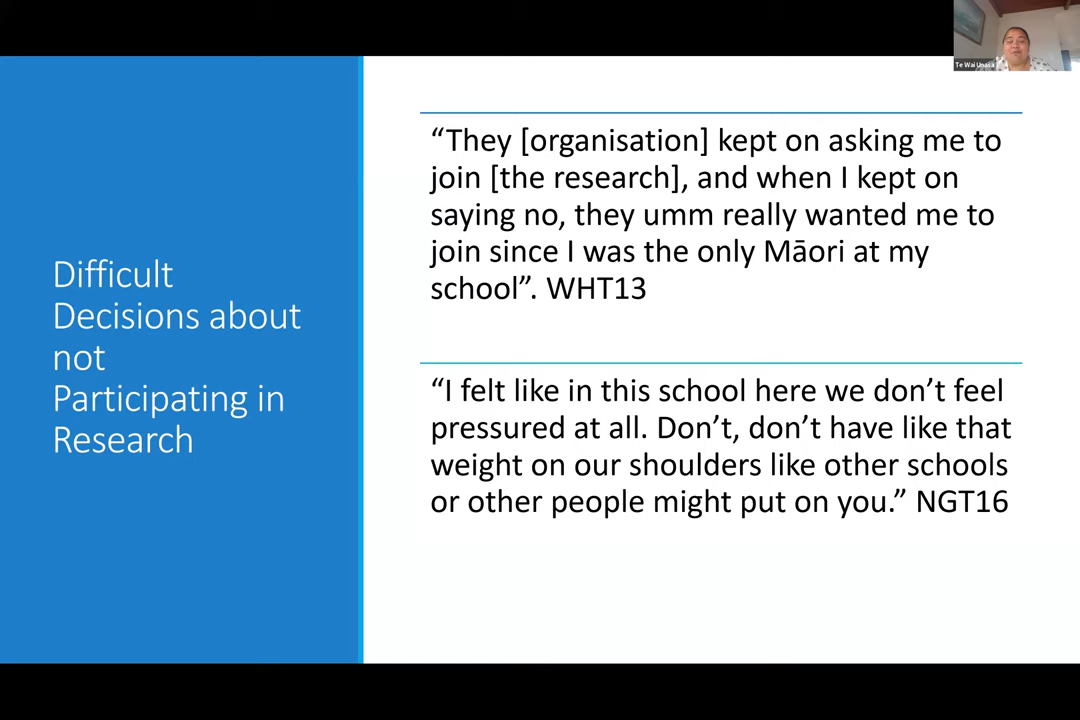 Te Wai Unasa
Difficult
Decisions about
not
Participating in
Research
“They [organisation] kept on asking me to
join [the research], and when I kept on
saying no, they umm really wanted me to
join since I was the only Māori at my
school”. WHT13
“I felt like in this school here we don’t feel
pressured at all. Don’t, don’t have like that
weight on our shoulders like other schools
or other people might put on you.” NGT16